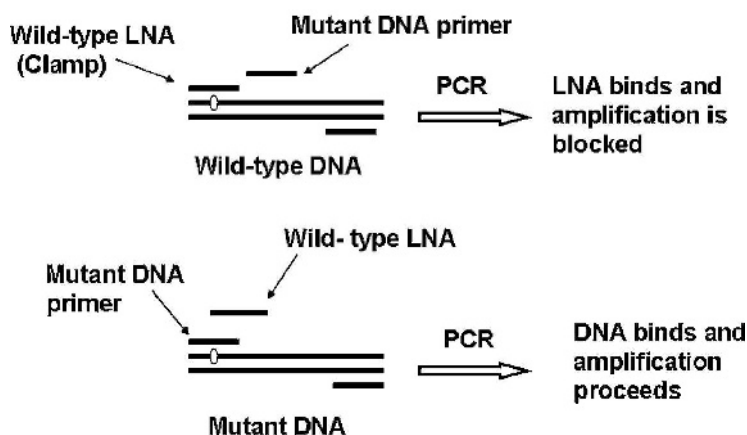 Wild-type LNA
(Clamp)
Mutant DNA primer
PCR
LNA binds and
amplification is
blocked
Wild-type DNA
Wild- type LNA
Mutant DNA
primer
PCR
DNA binds and
amplification
proceeds
Mutant DNA